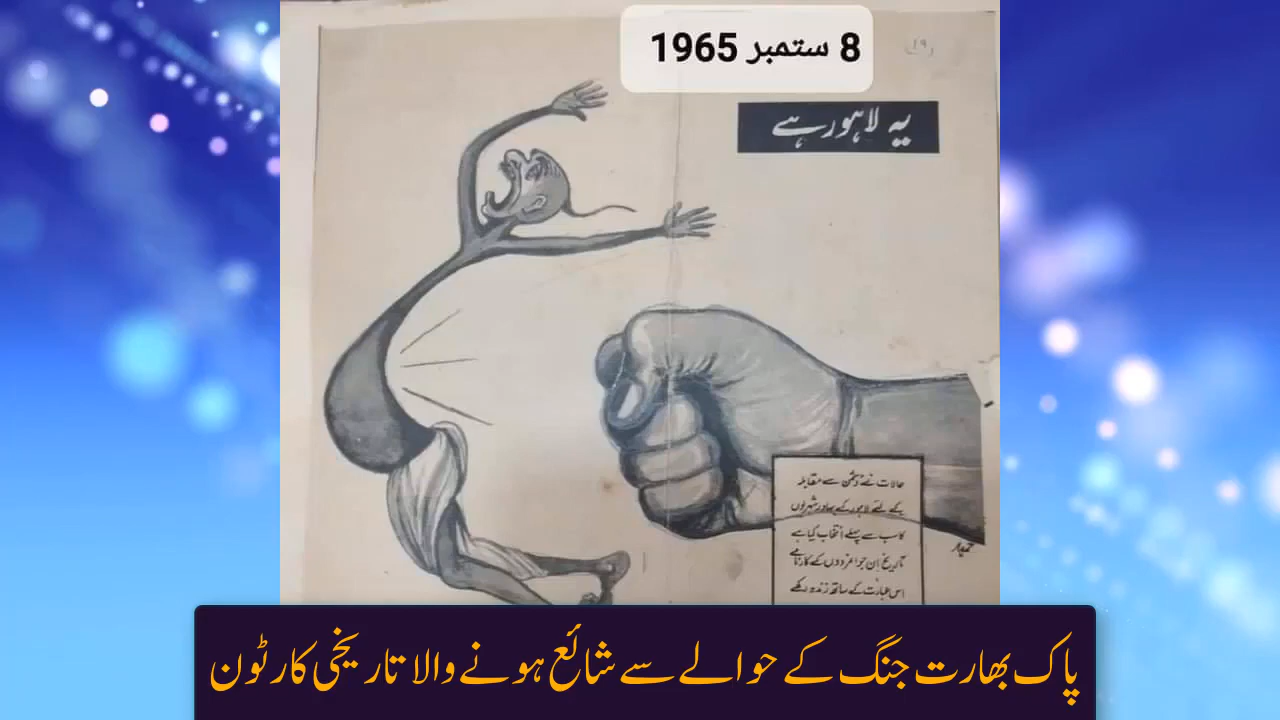 8 ستمبر 1965
(١٩)
یہ لاہور ہے
حالات نے دشمن سے مقابلہ
کے لئے لاہور کے بہادر شہریوں
کا سب سے پہلے انتخاب کیا ہے
تاریخ ان جوانمردوں کے کارنامے
اس عبارت کے ساتھ زندہ رکھے
پاک بھارت جنگ کے حوالے سے شائع ہونے والا تاریخی کارٹون